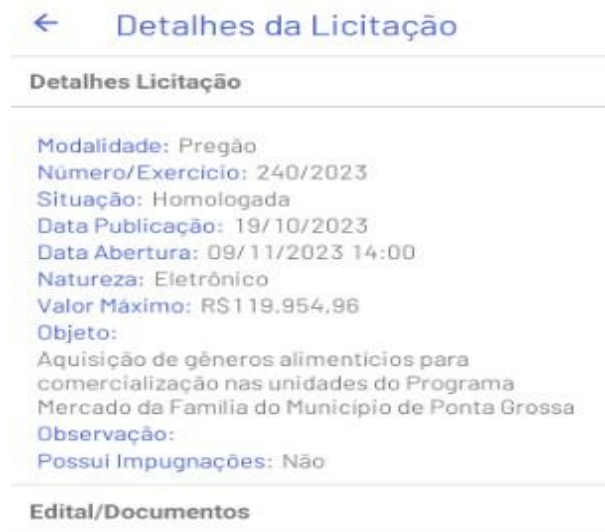 ← Detalhes da Licitação
Detalhes Licitação
Modalidade: Pregão
Número/Exercício: 240/2023
Situação: Homologada
Data Publicação: 19/10/2023
Data Abertura: 09/11/2023 14:00
Natureza: Eletrônico
Valor Máximo: R$119.954,96
Objeto:
Aquisição de gêneros alimentícios para
comercialização nas unidades do Programa
Mercado da Família do Município de Ponta Grossa
Observação:
Possui Impugnações: Não
Edital/Documentos